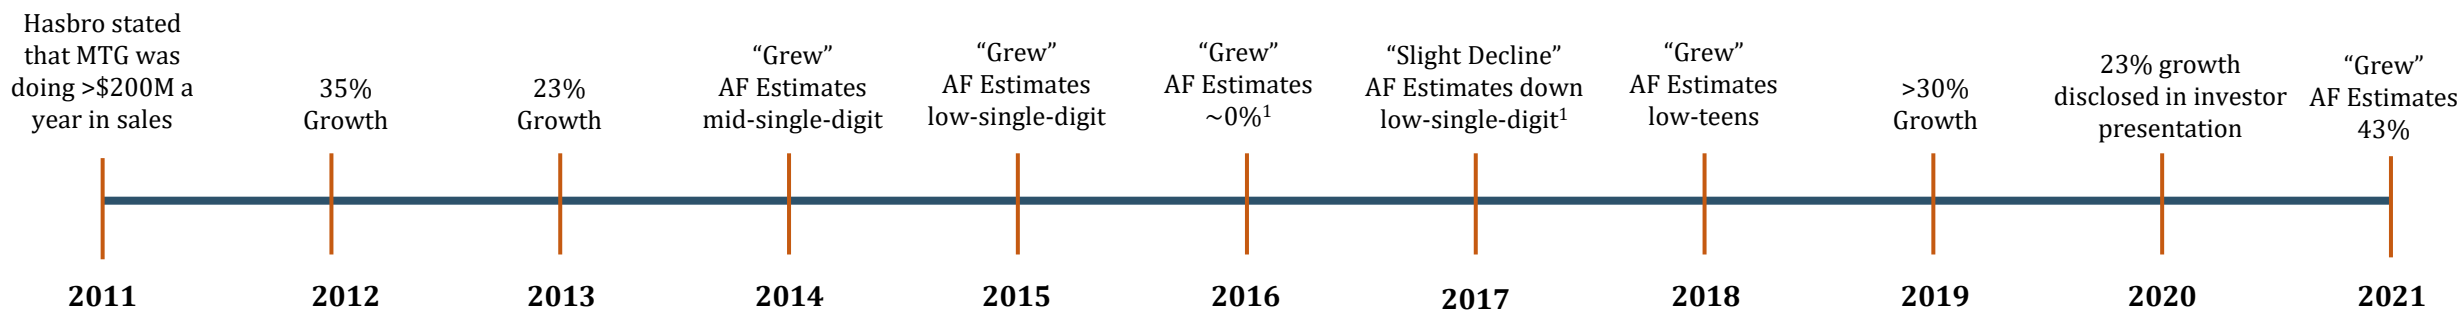 Hasbro stated
that MTG was
doing >$200M a
year in sales
35%
Growth
23%
Growth
“Grew”
AF Estimates
mid-single-digit
“Grew”
AF Estimates
low-single-digit
“Grew”
AF Estimates
~0%¹
“Slight Decline”
AF Estimates down
low-single-digit¹
“Grew”
AF Estimates
low-teens
>30%
Growth
23% growth
disclosed in investor
presentation
“Grew”
AF Estimates
43%
2011
2012
2013
2014
2015
2016
2017
2018
2019
2020
2021